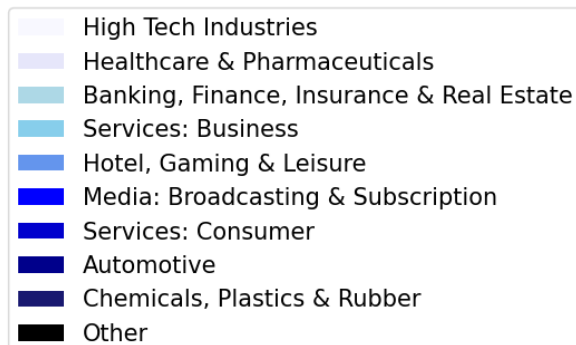 High Tech Industries
Healthcare & Pharmaceuticals
Banking, Finance, Insurance & Real Estate
Services: Business
Hotel, Gaming & Leisure
Media: Broadcasting & Subscription
Services: Consumer
Automotive
Chemicals, Plastics & Rubber
Other